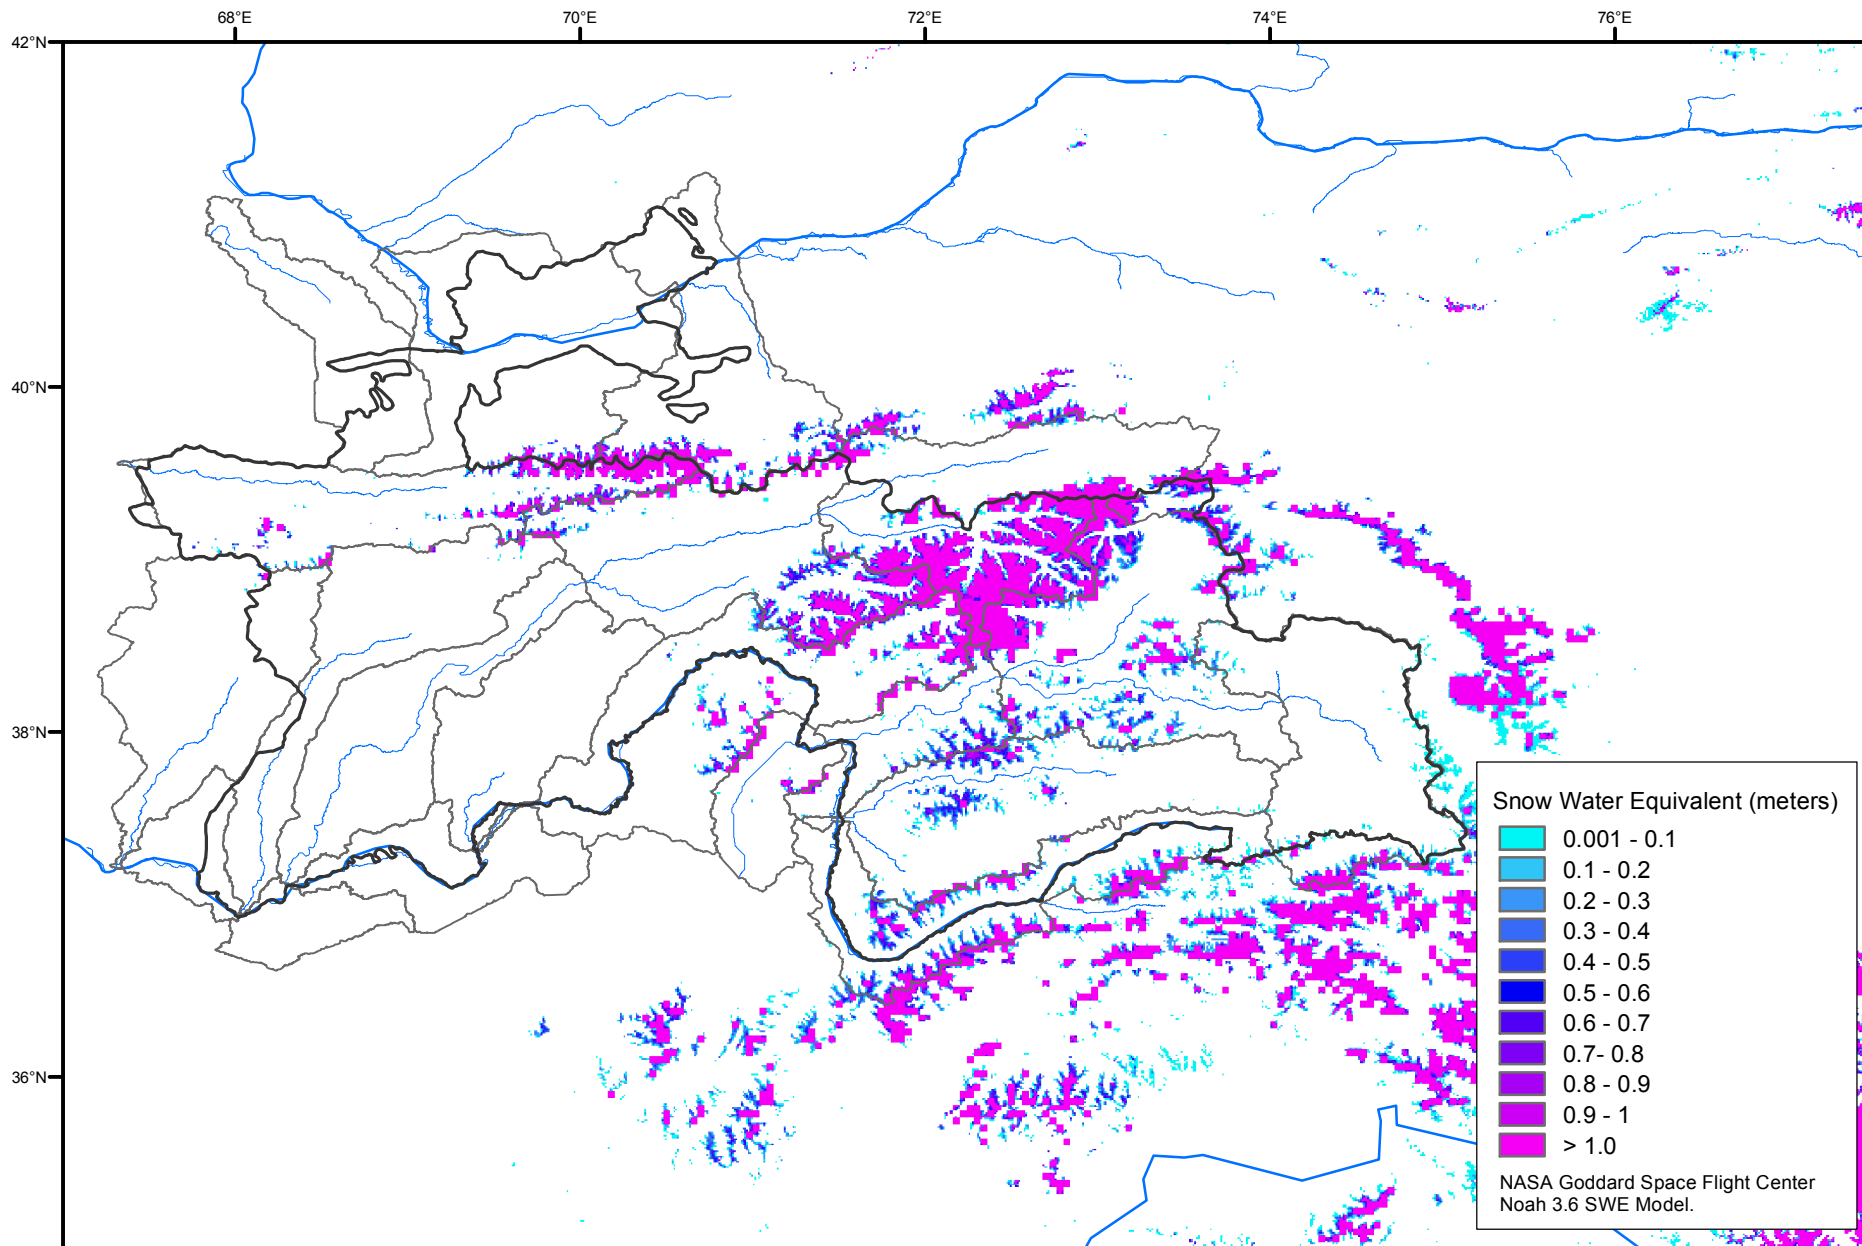 68°E
70°E
72°E
74°E
76°E
42°N
40°N
38°N
36°N
Snow Water Equivalent (meters)
0.001 - 0.1
0.1 - 0.2
0.2 - 0.3
0.3 - 0.4
0.4 - 0.5
0.5 - 0.6
0.6 - 0.7
0.7- 0.8
0.8 - 0.9
0.9 - 1
> 1.0
NASA Goddard Space Flight Center
Noah 3.6 SWE Model.